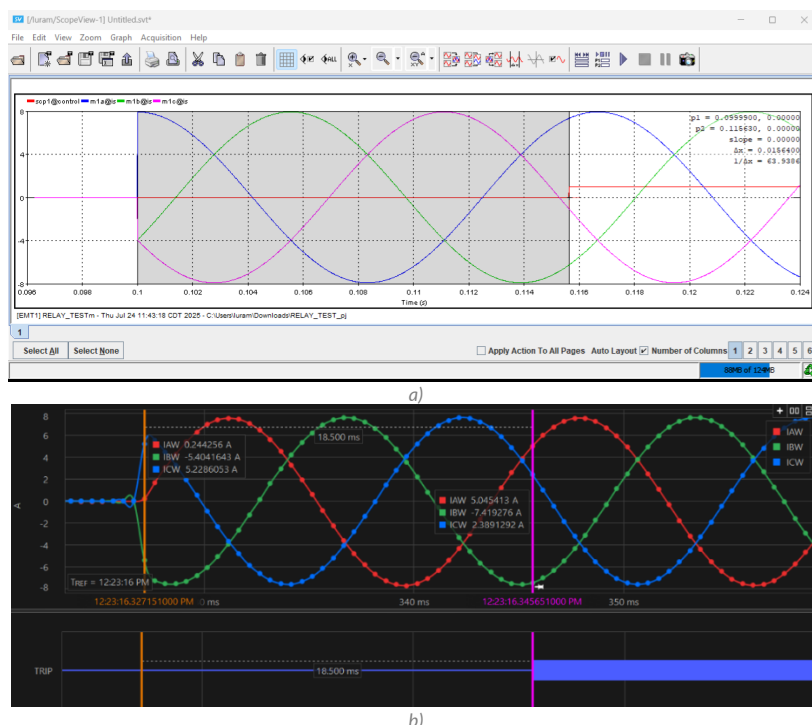 [/luram/ScopeView-1] Untitled.svt*
File Edit View Zoom Graph Acquisition Help
scp1@control m1a@is m1b@is m1c@is
p1 = 0.0999900, 0.00000
p2 = 0.115630, 0.00000
slope = 0.00000
Δx = 0.0156400
1/Δx = 63.9386
8
4
0
-4
-8
0.096 0.098 0.1 0.102 0.104 0.106 0.108 0.11 0.112 0.114 0.116 0.118 0.12 0.122 0.124
Time (s)
[EMT1] RELAY_TESTm - Thu Jul 24 11:43:18 CDT 2025 - C:\Users\luram\Downloads\RELAY_TEST_pj
1
Select All Select None Apply Action To All Pages Auto Layout Number of Columns 1 2 3 4 5 6
88MB of 124MB
a)
8
6
4
2
0
-2
-4
-6
-8
A
18.500 ms
IAW 0.244256 A
IBW -5.4041643 A
ICW 5.2286053 A
IAW 5.045413 A
IBW -7.419276 A
ICW 2.3891292 A
IAW
IBW
ICW
TREF = 12:23:16 PM
12:23:16.327151000 PM 0 ms 340 ms 12:23:16.345651000 PM 350 ms
TRIP 18.500 ms
b)